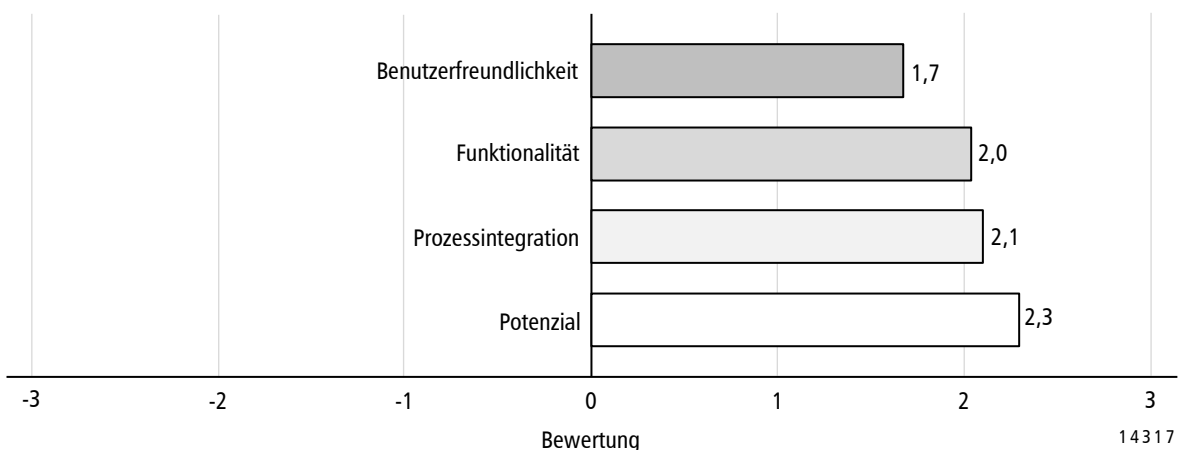 Benutzerfreundlichkeit 1,7
Funktionalität 2,0
Prozessintegration 2,1
Potenzial 2,3
-3 -2 -1 0 1 2 3
Bewertung 14317